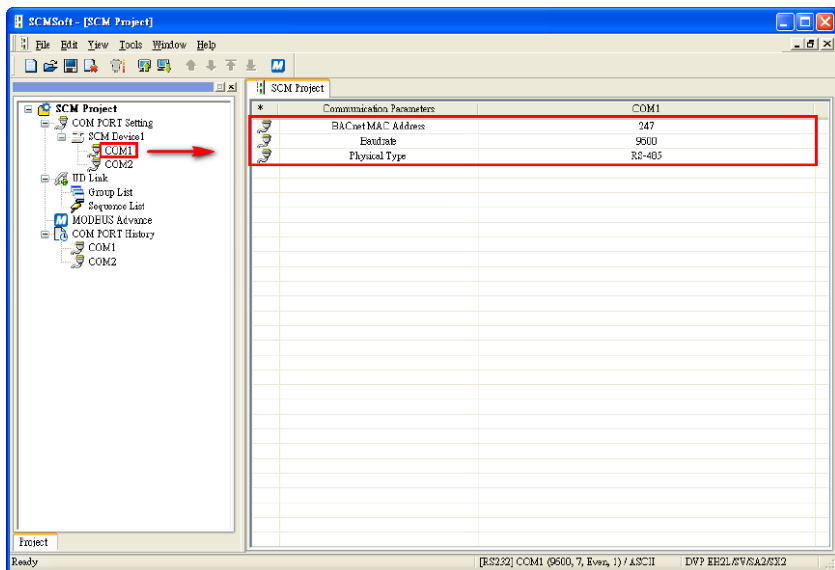 SCMSoft - [SCM Project]
File Edit View Tools Window Help
SCM Project
COM PORT Setting
SCM Device1
COM1
COM2
UD Link
Group List
Sequence List
MODBUS Advance
COM PORT History
COM1
COM2
Project
SCM Project
* Communication Parameters COM1
BACnet MAC Address 247
Baudrate 9600
Physical Type RS-485
Ready [RS232] COM1 (9600, 7, Even, 1) / ASCII DVP EH2L/SV/SA2/SX2